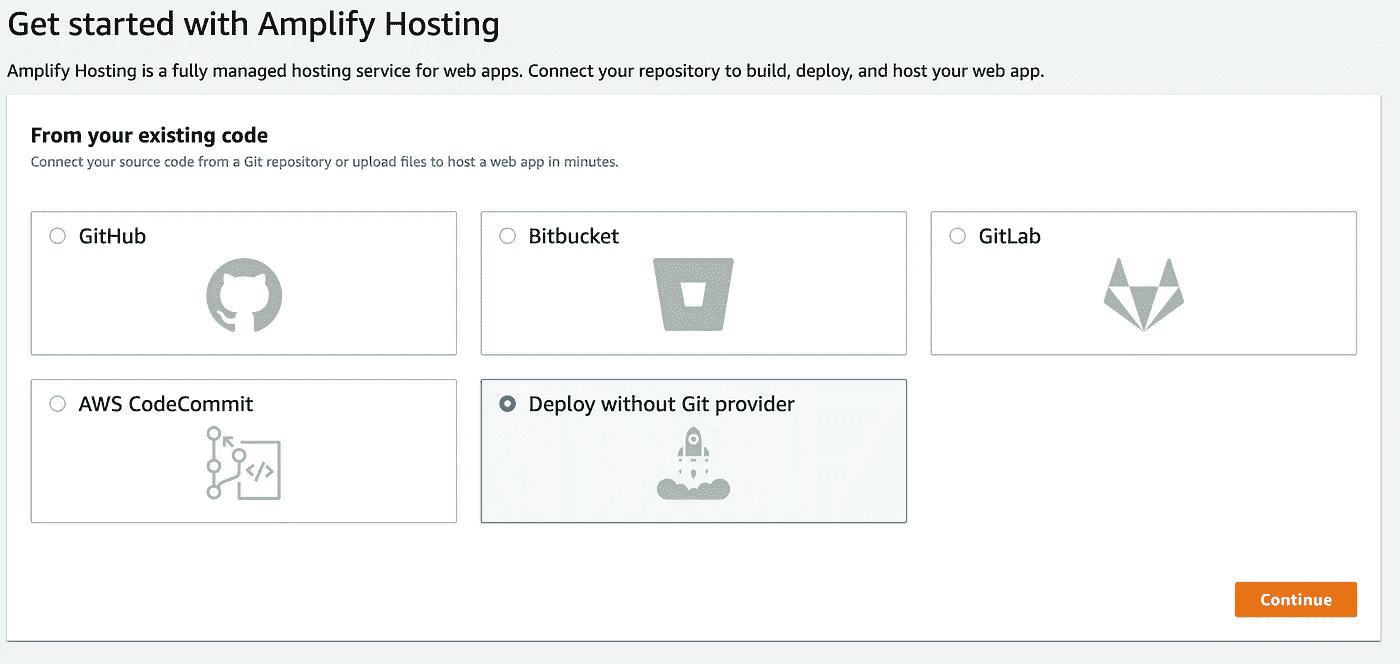 Get started with Amplify Hosting
Amplify Hosting is a fully managed hosting service for web apps. Connect your repository to build, deploy, and host your web app.
From your existing code
Connect your source code from a Git repository or upload files to host a web app in minutes.
GitHub
Bitbucket
GitLab
AWS CodeCommit
</>
Deploy without Git provider
Continue